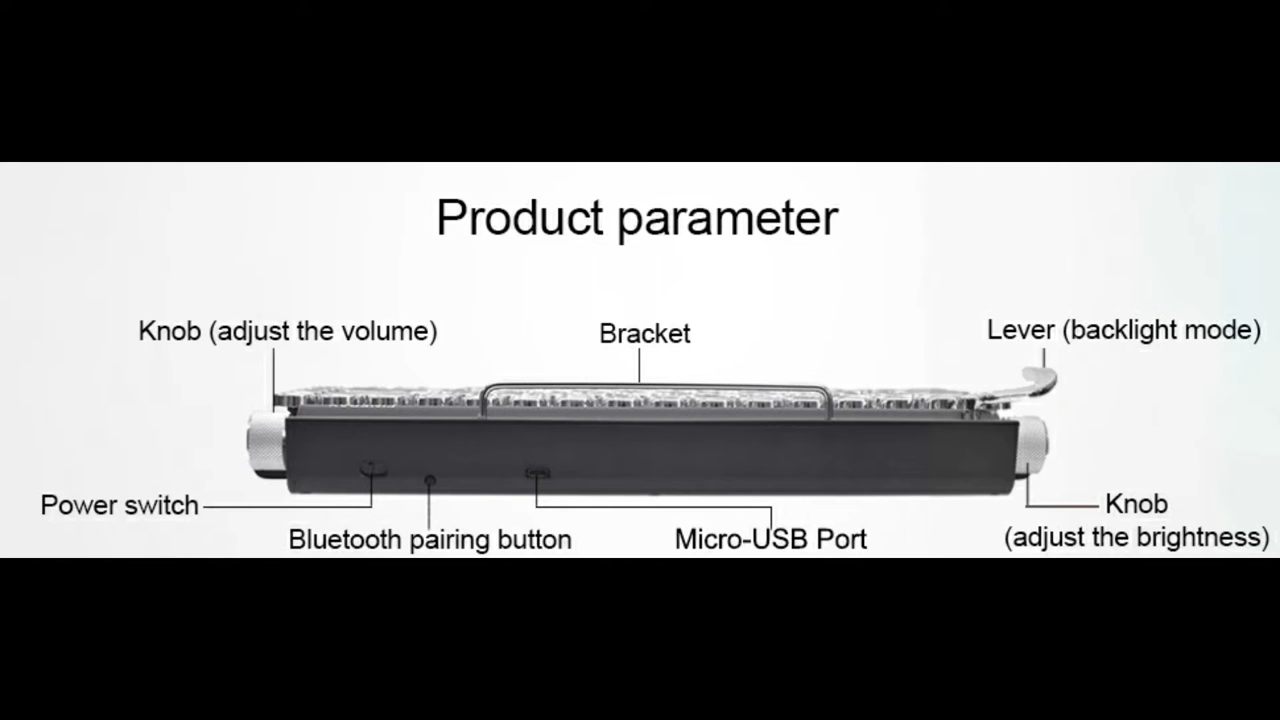 Product parameter
Knob (adjust the volume)
Bracket
Lever (backlight mode)
Power switch
Bluetooth pairing button
Micro-USB Port
Knob
(adjust the brightness)